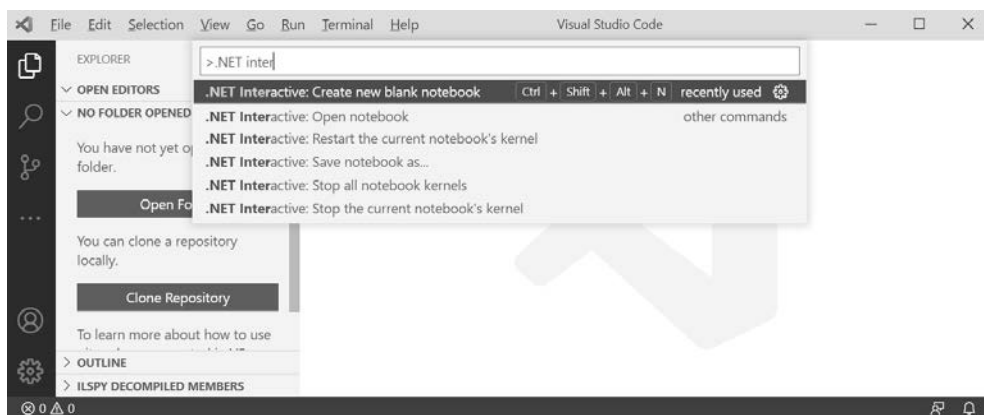 File Edit Selection View Go Run Terminal Help Visual Studio Code
EXPLORER
OPEN EDITORS
NO FOLDER OPENED
You have not yet
folder.
Open
You can clone a repository
locally.
Clone Repository
To learn more about how to use
OUTLINE
ILSPY DECOMPILED MEMBERS
>.NET inter
.NET Interactive: Create new blank notebook Ctrl + Shift + Alt + N recently used
.NET Interactive: Open notebook other commands
.NET Interactive: Restart the current notebook's kernel
.NET Interactive: Save notebook as...
.NET Interactive: Stop all notebook kernels
.NET Interactive: Stop the current notebook's kernel
0 0